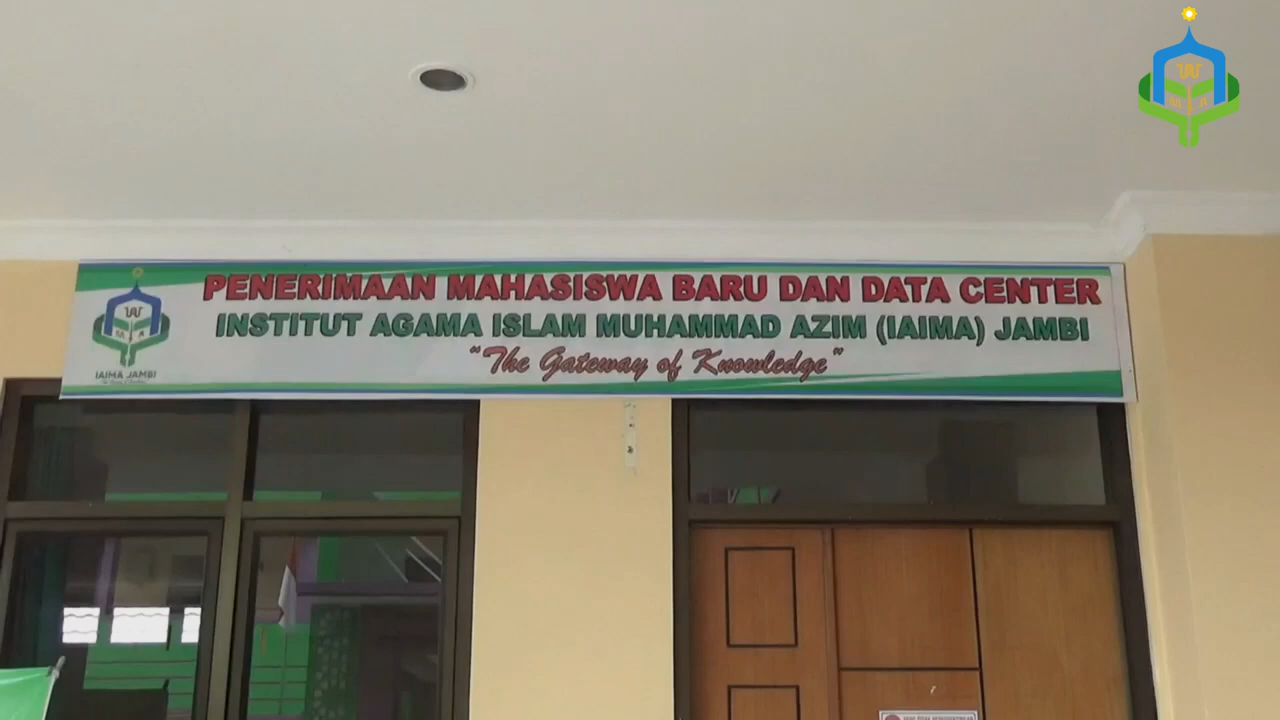 PENERIMAAN MAHASISWA BARU DAN DATA CENTER
INSTITUT AGAMA ISLAM MUHAMMAD AZIM (IAIMA) JAMBI
"The Gateway of Knowledge"
IAIMA JAMBI